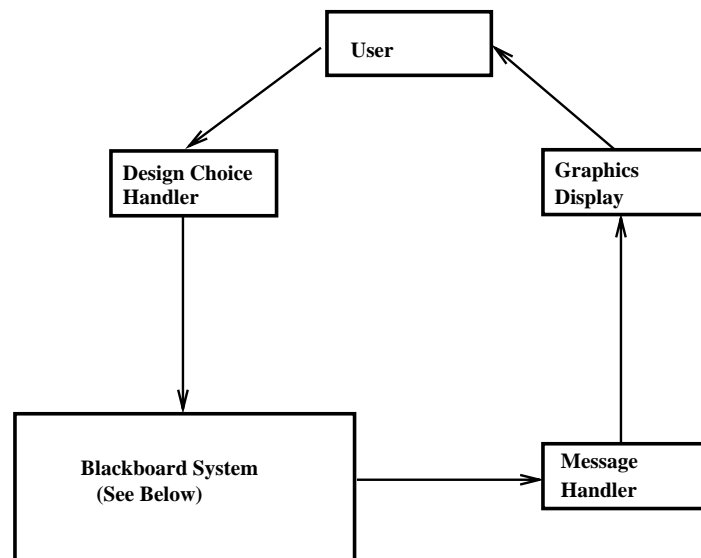 User
Design Choice
Handler
Graphics
Display
Blackboard System
(See Below)
Message
Handler